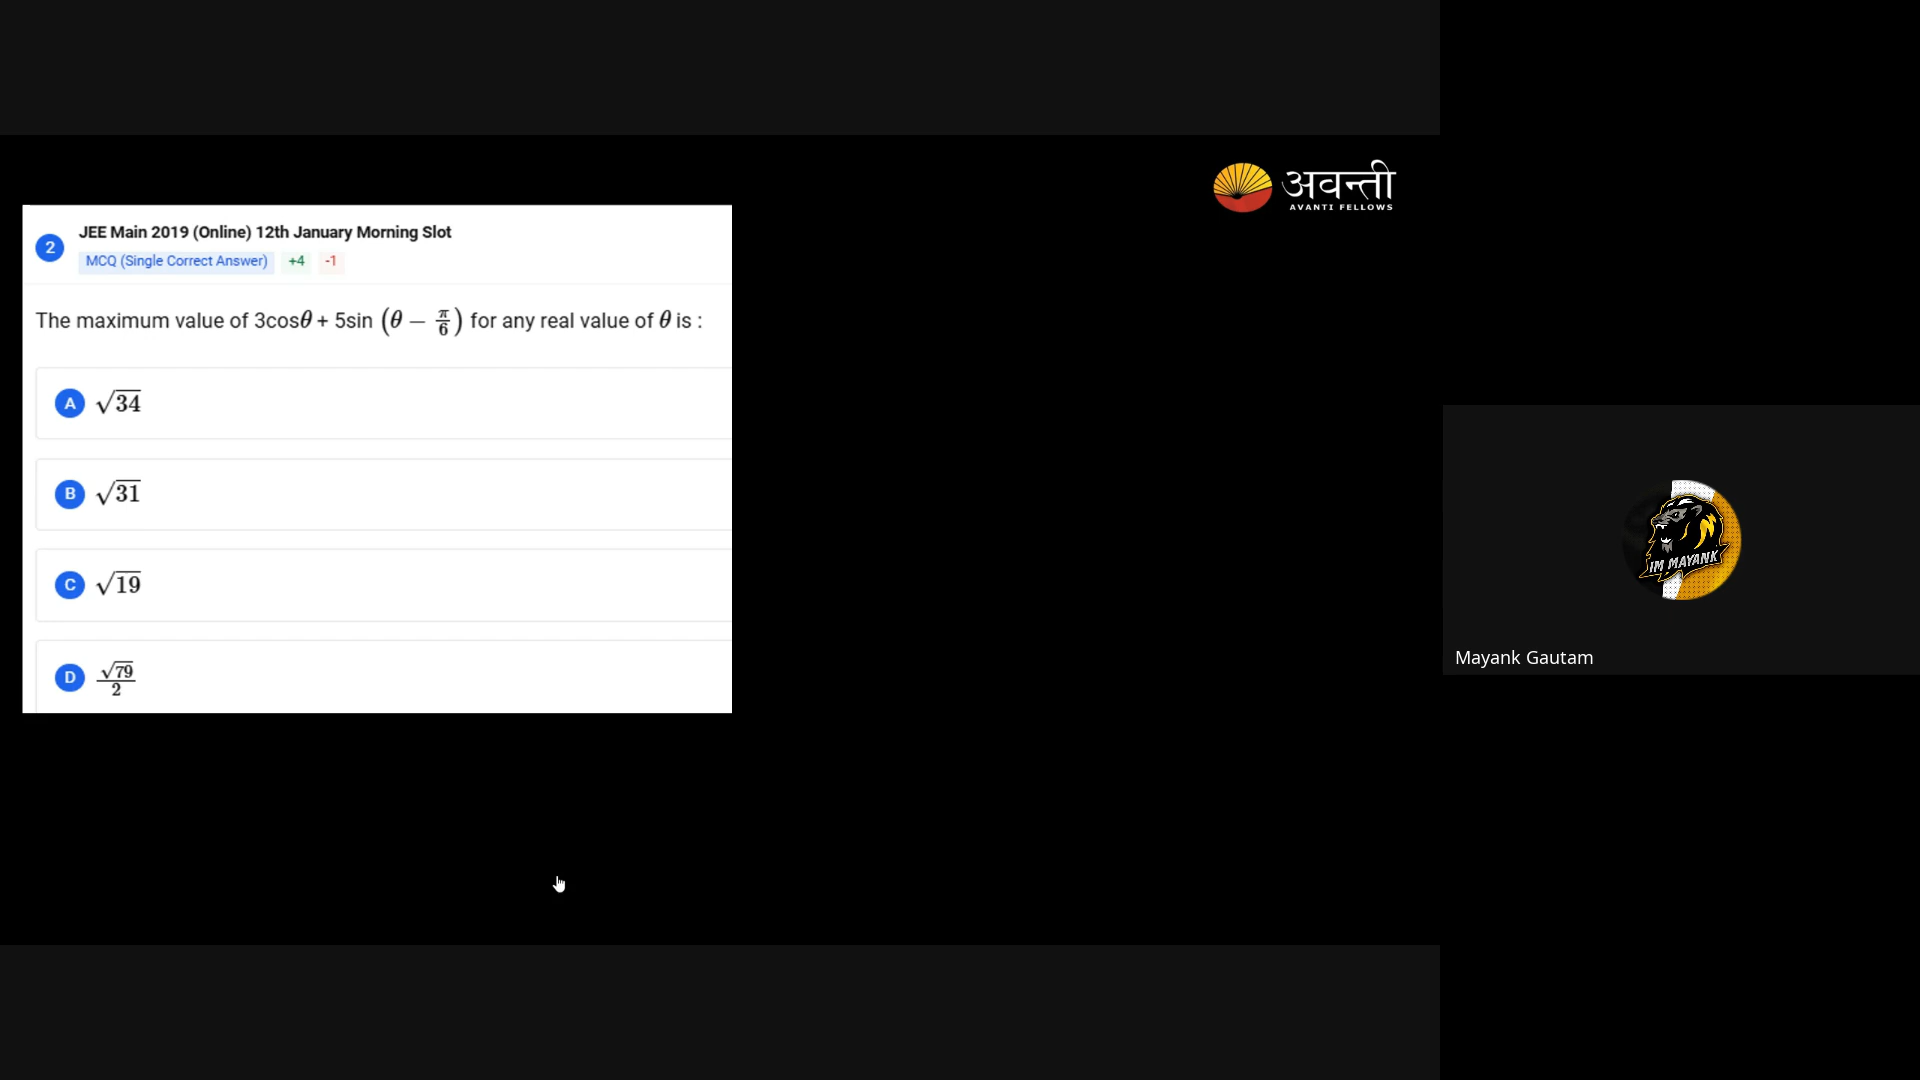 अवन्ती
AVANTI FELLOWS
2
JEE Main 2019 (Online) 12th January Morning Slot
MCQ (Single Correct Answer) +4 -1
The maximum value of 3cosθ + 5sin (θ − π/6) for any real value of θ is :
A √34
B √31
C √19
D √79/2
IM MAYANK
Mayank Gautam